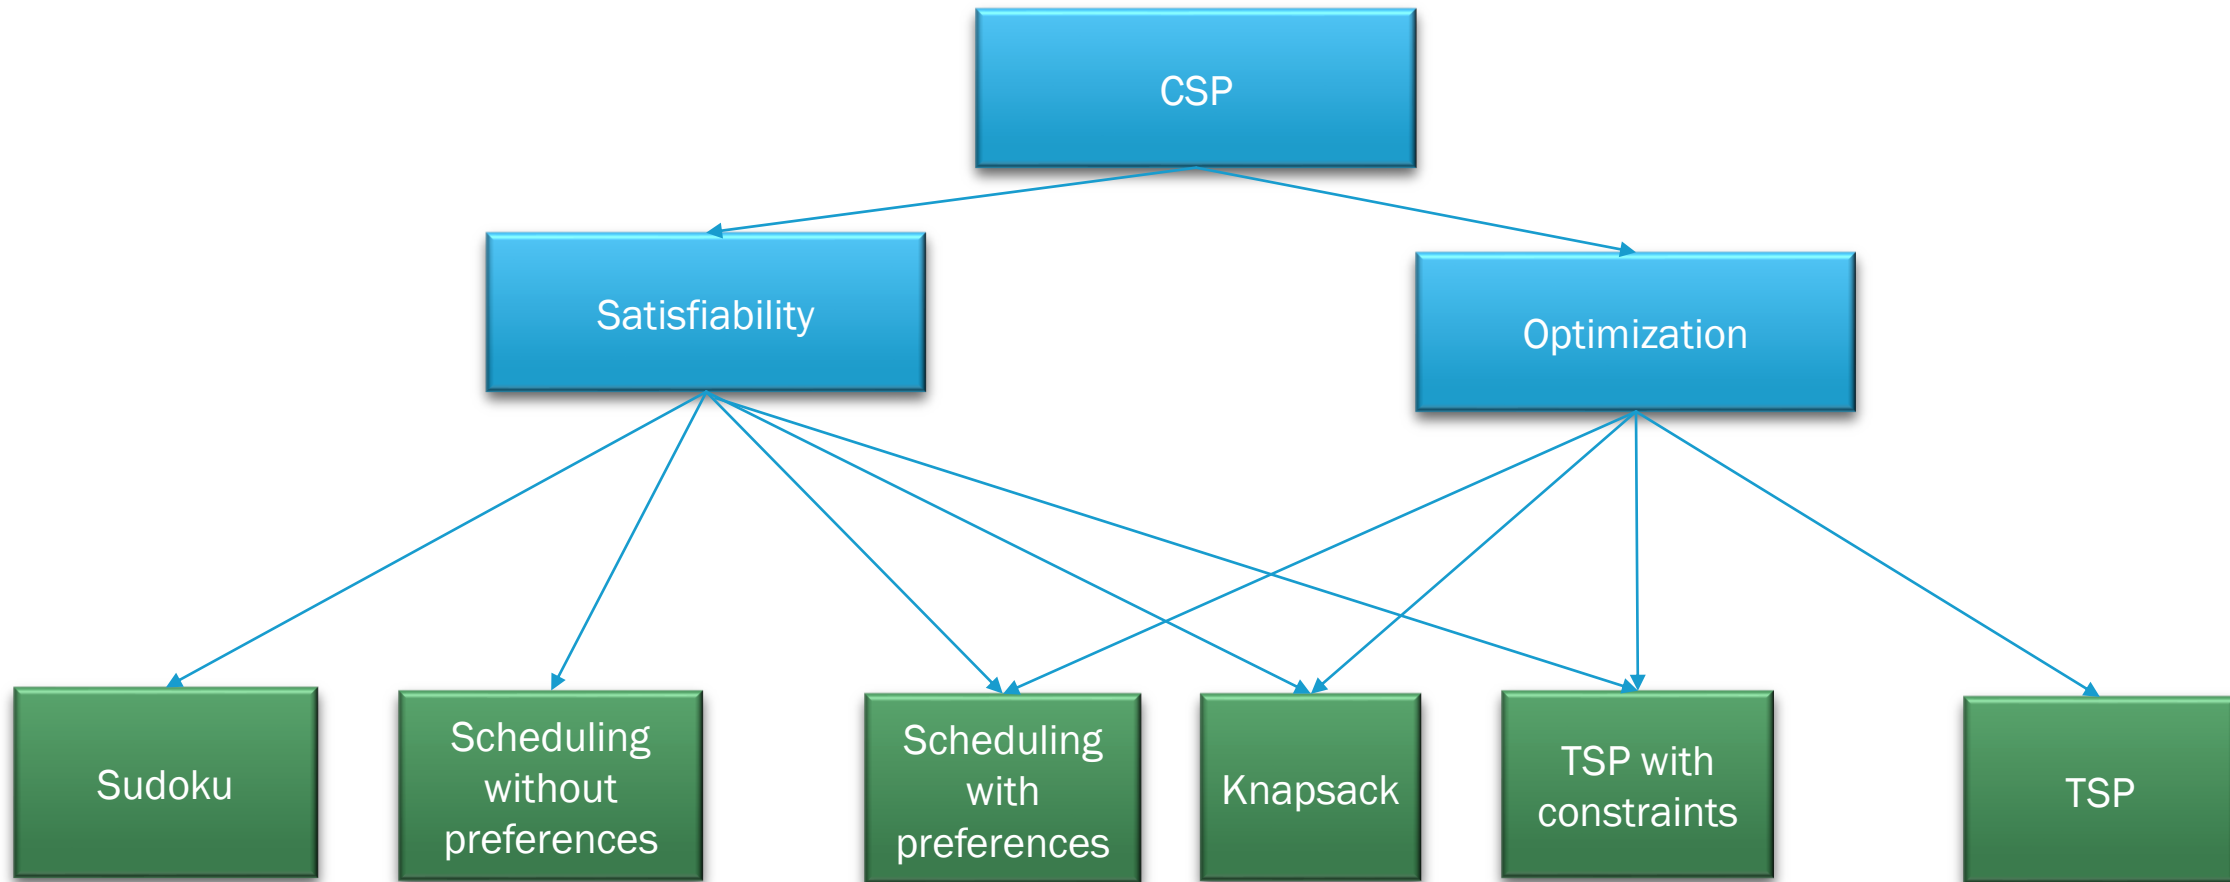 CSP
Satisfiability
Optimization
Sudoku
Scheduling
without
preferences
Scheduling
with
preferences
Knapsack
TSP with
constraints
TSP